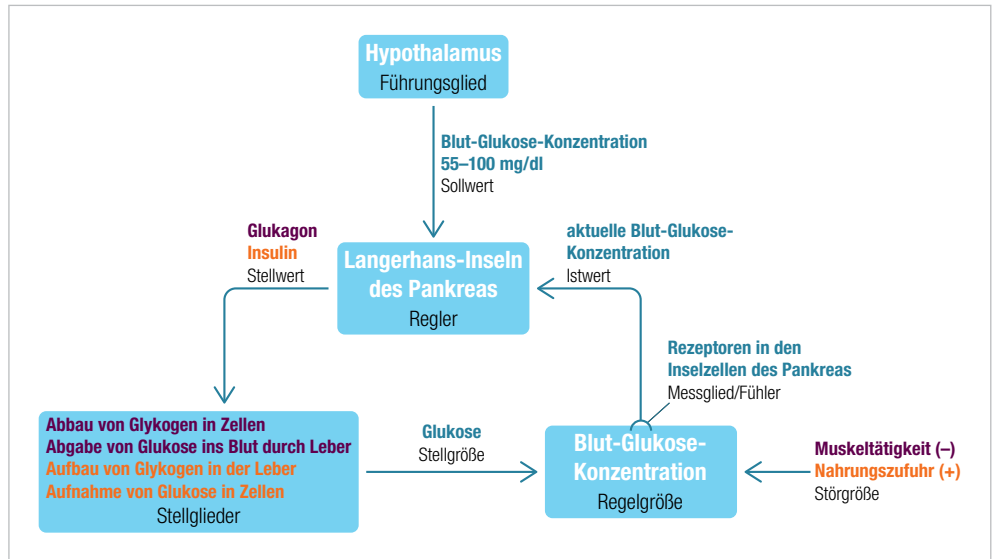 Hypothalamus
Führungsglied
Blut-Glukose-Konzentration
55–100 mg/dl
Sollwert
Glukagon
Insulin
Stellwert
Langerhans-Inseln
des Pankreas
Regler
aktuelle Blut-Glukose-
Konzentration
Istwert
Rezeptoren in den
Inselzellen des Pankreas
Messglied/Fühler
Abbau von Glykogen in Zellen
Abgabe von Glukose ins Blut durch Leber
Aufbau von Glykogen in der Leber
Aufnahme von Glukose in Zellen
Stellglieder
Glukose
Stellgröße
Blut-Glukose-
Konzentration
Regelgröße
Muskeltätigkeit (–)
Nahrungszufuhr (+)
Störgröße